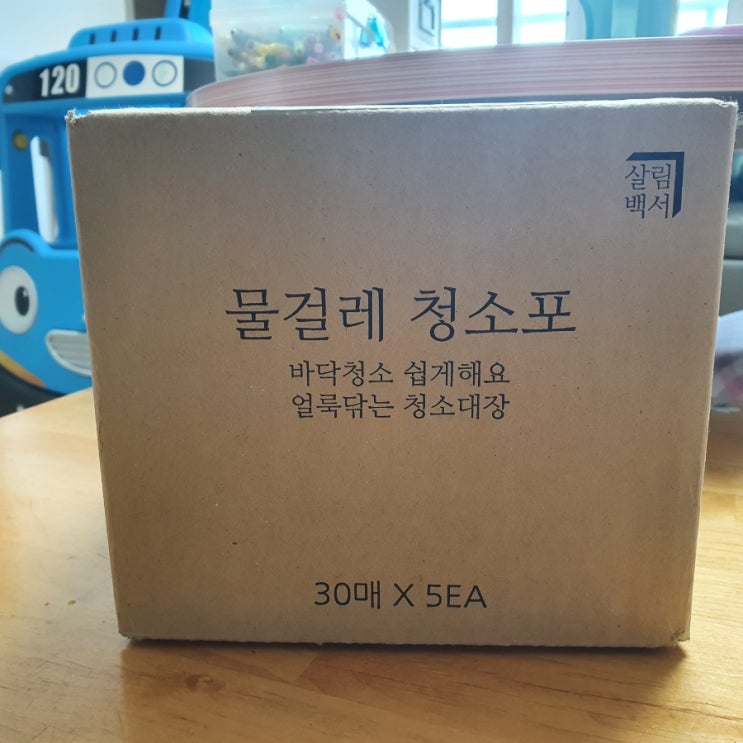 120
살림
백서
물걸레 청소포
바닥청소 쉽게해요
얼룩닦는 청소대장
30매 X 5EA